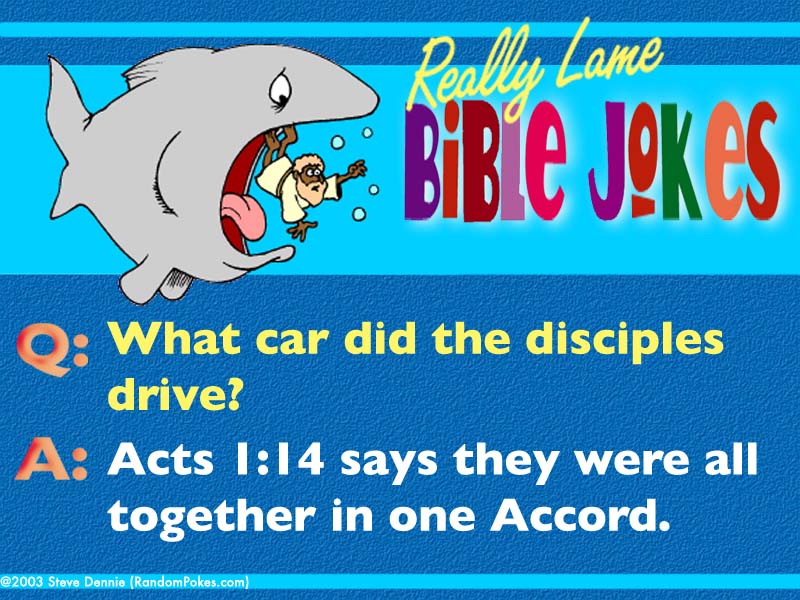 Really Lame
BiBLE JoKes
Q: What car did the disciples
drive?
A: Acts 1:14 says they were all
together in one Accord.
©2003 Steve Dennie (RandomPokes.com)